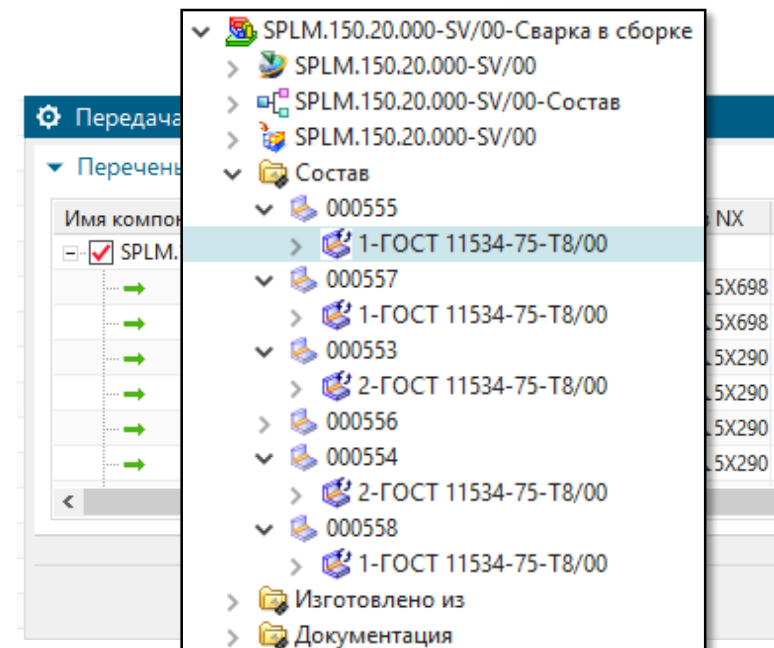 SPLM.150.20.000-SV/00-Сварка в сборке
SPLM.150.20.000-SV/00
SPLM.150.20.000-SV/00-Состав
SPLM.150.20.000-SV/00
Состав
000555
1-ГОСТ 11534-75-Т8/00
000557
1-ГОСТ 11534-75-Т8/00
000553
2-ГОСТ 11534-75-Т8/00
000556
000554
2-ГОСТ 11534-75-Т8/00
000558
1-ГОСТ 11534-75-Т8/00
Изготовлено из
Документация
Передача
Перечень
Имя компон
NX
SPLM.
5X698
5X698
5X290
5X290
5X290
5X290